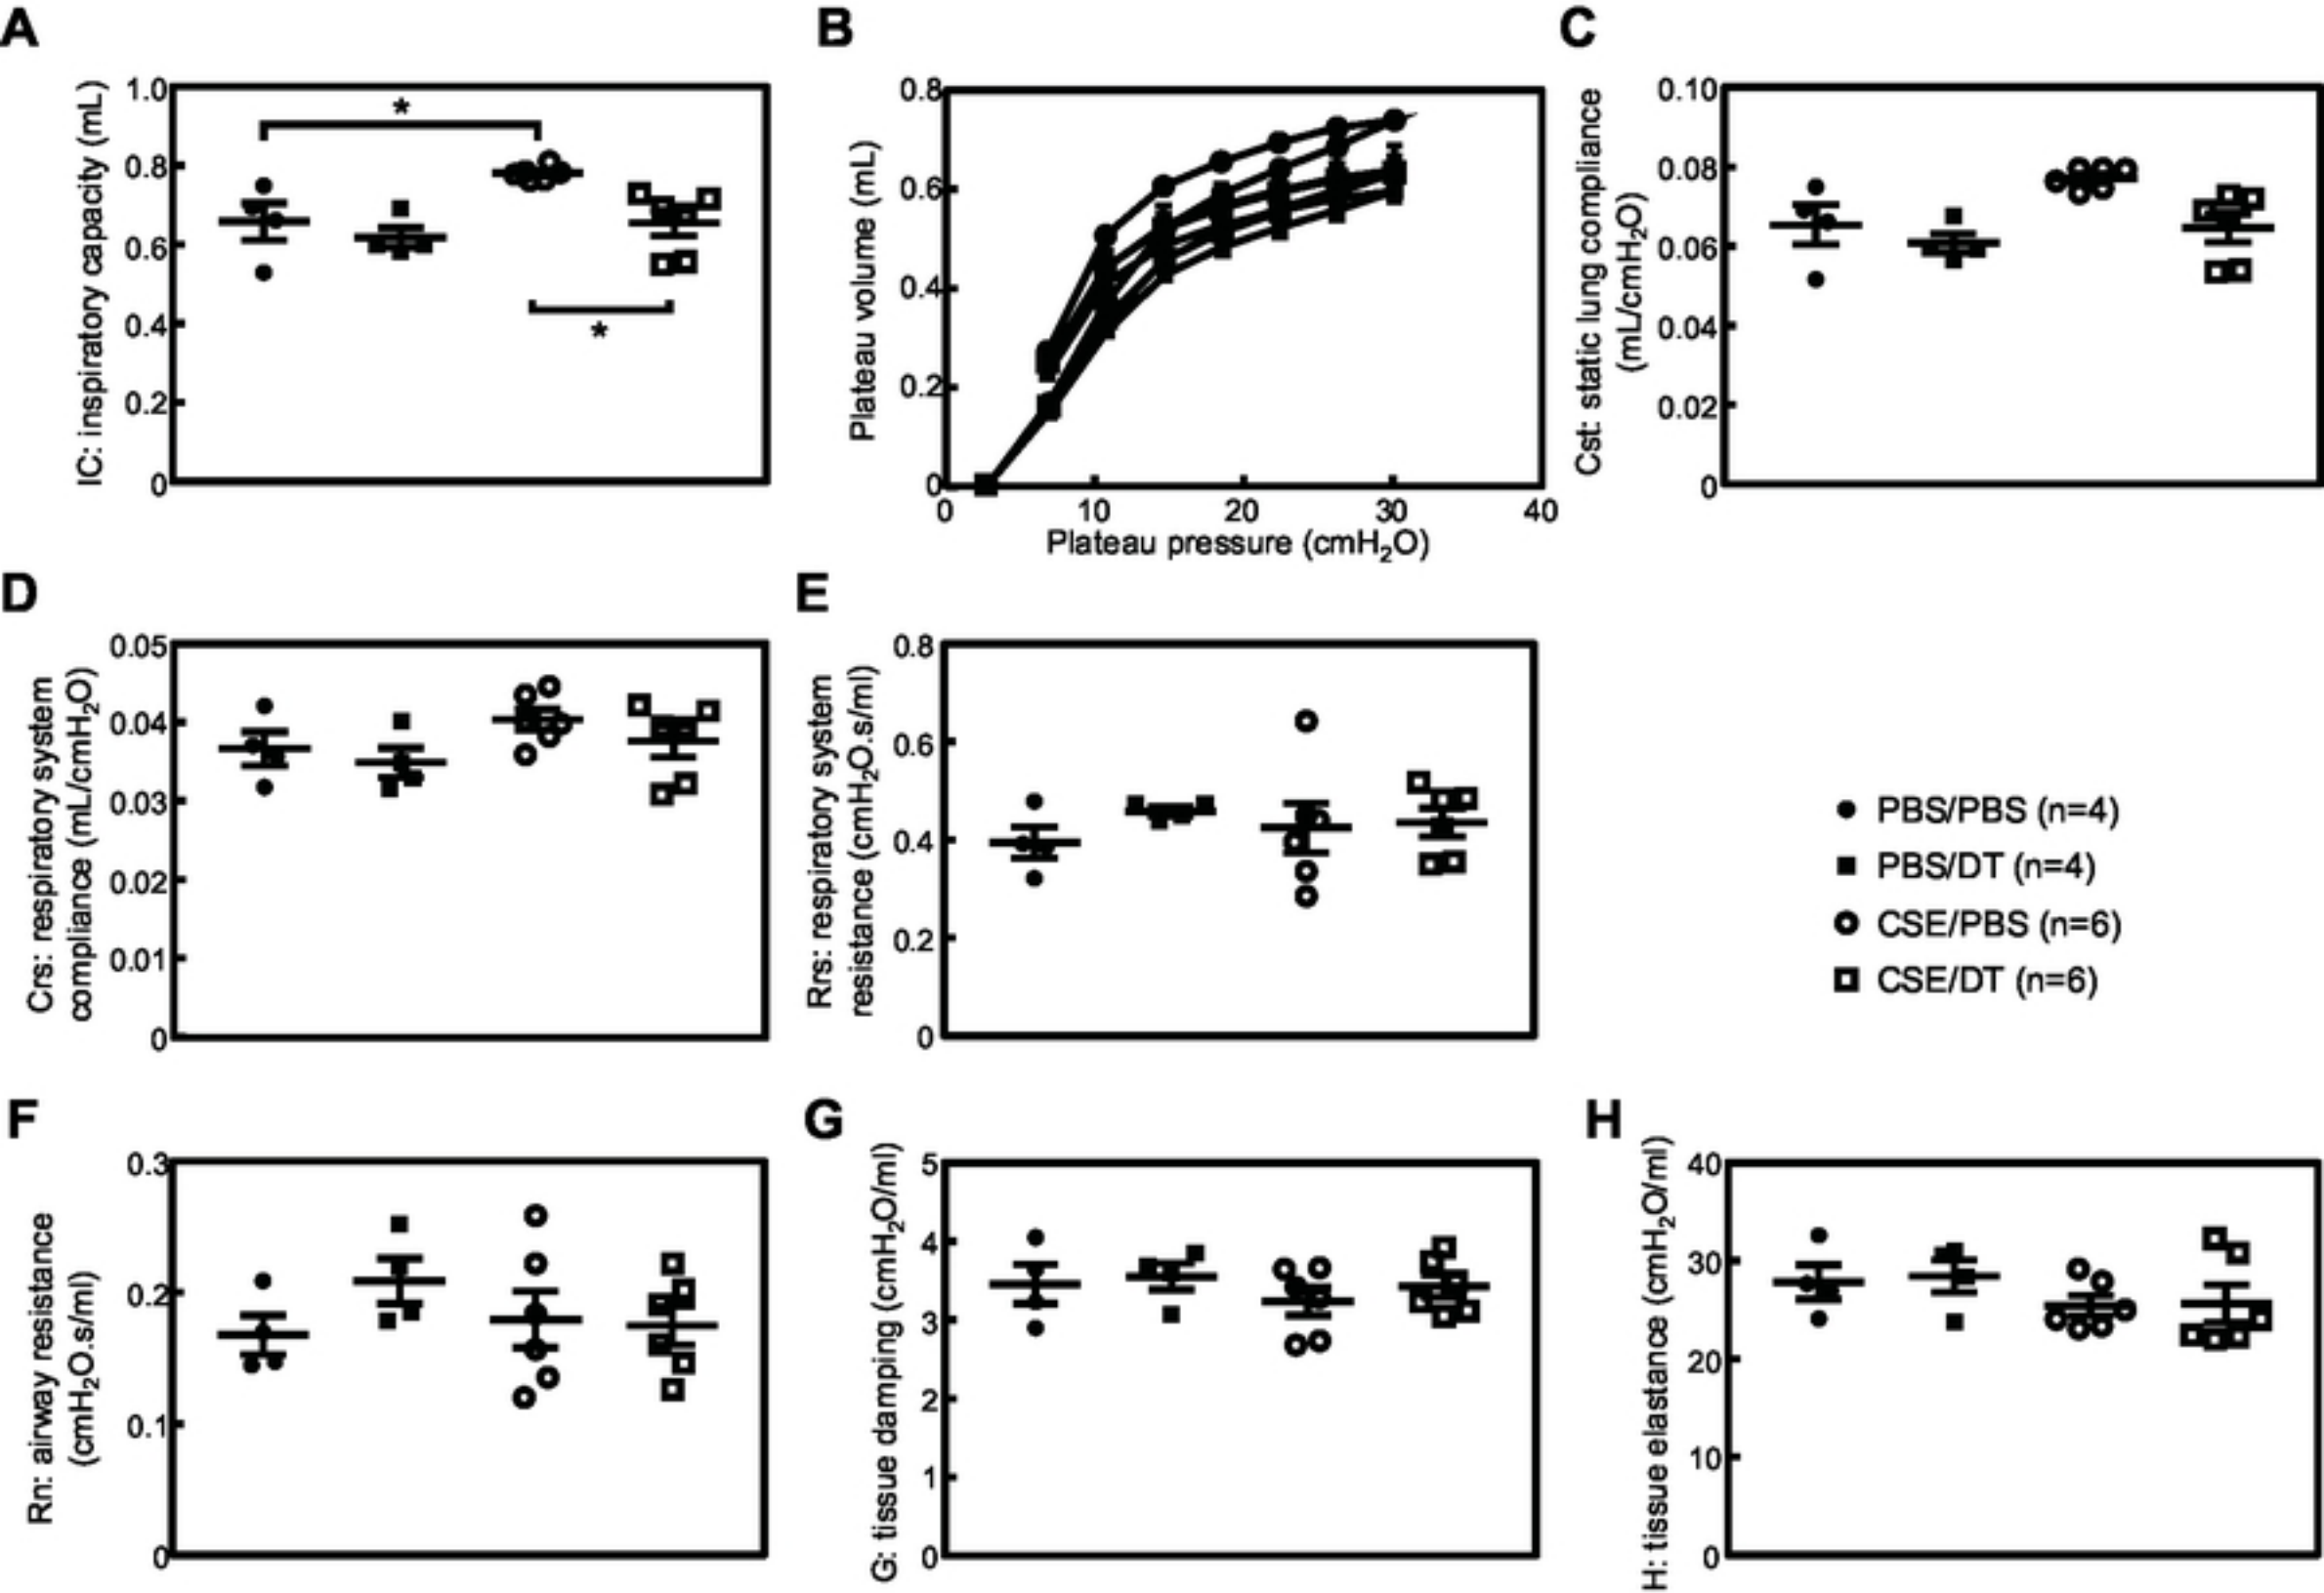 A
IC: inspiratory capacity (mL)
1.0
0.8
0.6
0.4
0.2
0
*
*
B
Plateau volume (mL)
0.8
0.6
0.4
0.2
0
0 10 20 30 40
Plateau pressure (cmH₂O)
C
Cst: static lung compliance
(mL/cmH₂O)
0.10
0.08
0.06
0.04
0.02
0
D
Crs: respiratory system
compliance (mL/cmH₂O)
0.05
0.04
0.03
0.02
0.01
0
E
Rrs: respiratory system
resistance (cmH₂O.s/ml)
0.8
0.6
0.4
0.2
0
PBS/PBS (n=4)
PBS/DT (n=4)
CSE/PBS (n=6)
CSE/DT (n=6)
F
Rn: airway resistance
(cmH₂O.s/ml)
0.3
0.2
0.1
0
G
G: tissue damping (cmH₂O/ml)
5
4
3
2
1
0
H
H: tissue elastance (cmH₂O/ml)
40
30
20
10
0